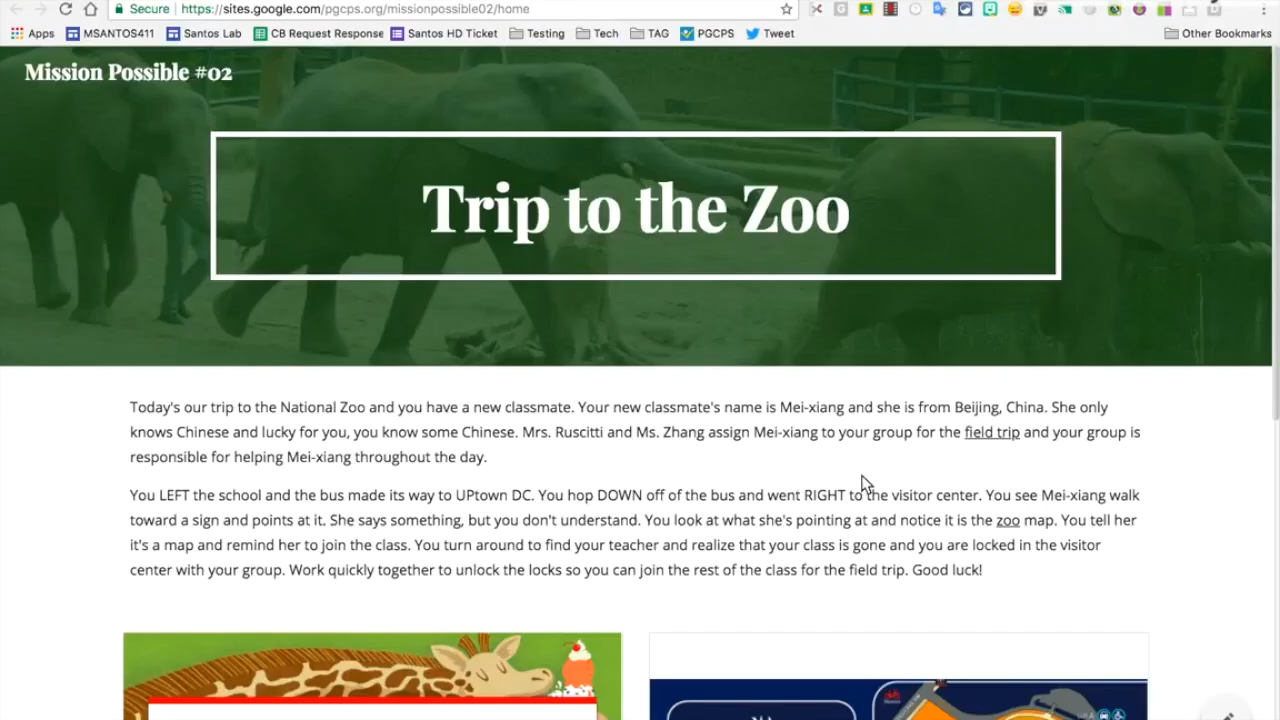 Secure https://sites.google.com/pgcps.org/missionpossible02/home
Apps MSANTOS411 Santos Lab CB Request Response Santos HD Ticket Testing Tech TAG PGCPS Tweet Other Bookmarks
Mission Possible #02
Trip to the Zoo
Today's our trip to the National Zoo and you have a new classmate. Your new classmate's name is Mei-xiang and she is from Beijing, China. She only
knows Chinese and lucky for you, you know some Chinese. Mrs. Ruscitti and Ms. Zhang assign Mei-xiang to your group for the field trip and your group is
responsible for helping Mei-xiang throughout the day.
You LEFT the school and the bus made its way to UPtown DC. You hop DOWN off of the bus and went RIGHT to the visitor center. You see Mei-xiang walk
toward a sign and points at it. She says something, but you don't understand. You look at what she's pointing at and notice it is the zoo map. You tell her
it's a map and remind her to join the class. You turn around to find your teacher and realize that your class is gone and you are locked in the visitor
center with your group. Work quickly together to unlock the locks so you can join the rest of the class for the field trip. Good luck!